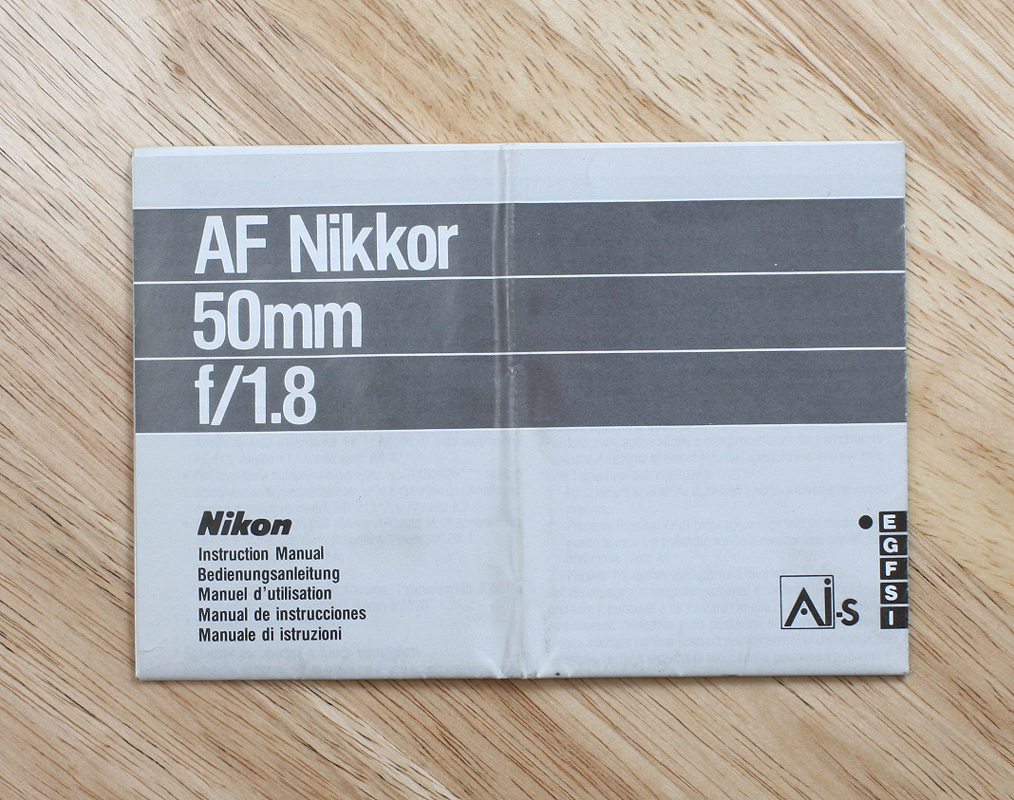 AF Nikkor
50mm
f/1.8
Nikon
Instruction Manual
Bedienungsanleitung
Manuel d'utilisation
Manual de instrucciones
Manuale di istruzioni
Ai-s
● E
G
F
S
I